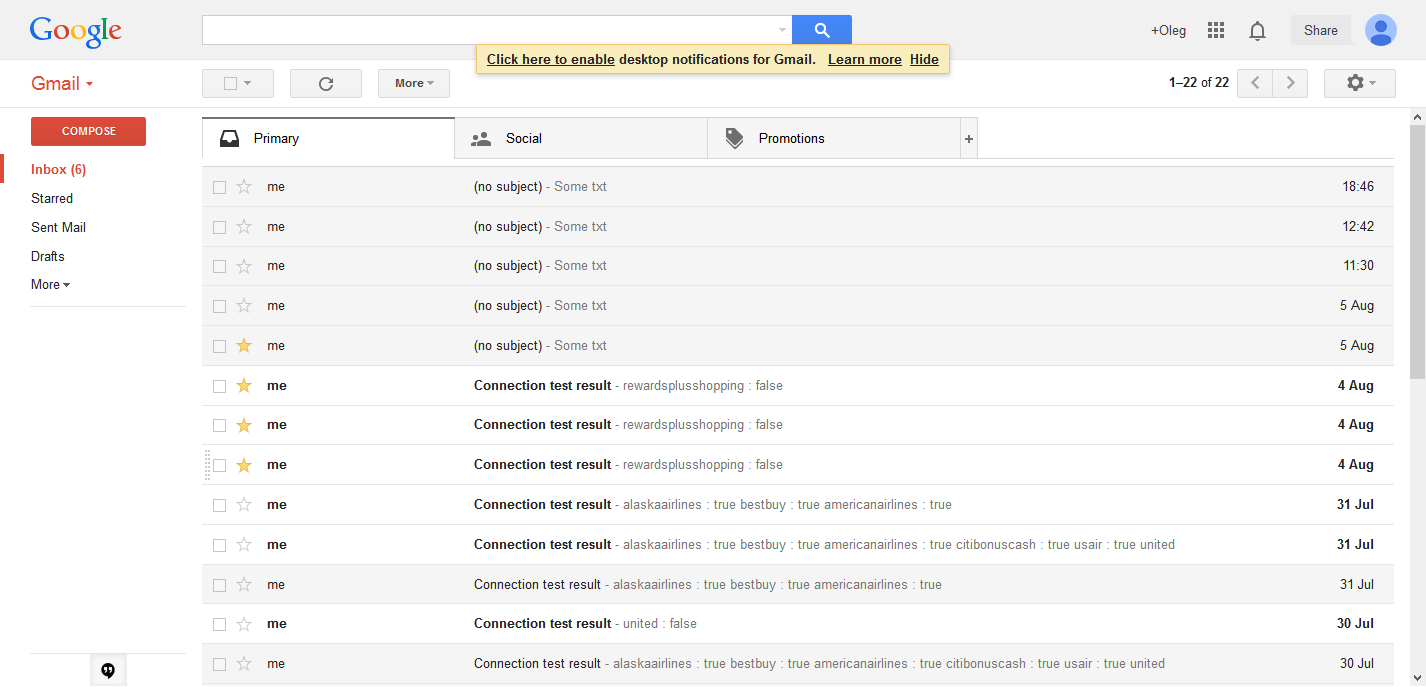 Google
+Oleg
Share
Click here to enable desktop notifications for Gmail. Learn more Hide
Gmail
More
1–22 of 22
COMPOSE
Inbox (6)
Starred
Sent Mail
Drafts
More
Primary
Social
Promotions
+
me (no subject) - Some txt 18:46
me (no subject) - Some txt 12:42
me (no subject) - Some txt 11:30
me (no subject) - Some txt 5 Aug
me (no subject) - Some txt 5 Aug
me Connection test result - rewardsplusshopping : false 4 Aug
me Connection test result - rewardsplusshopping : false 4 Aug
me Connection test result - rewardsplusshopping : false 4 Aug
me Connection test result - alaskaairlines : true bestbuy : true americanairlines : true 31 Jul
me Connection test result - alaskaairlines : true bestbuy : true americanairlines : true citibonuscash : true usair : true united 31 Jul
me Connection test result - alaskaairlines : true bestbuy : true americanairlines : true 31 Jul
me Connection test result - united : false 30 Jul
me Connection test result - alaskaairlines : true bestbuy : true americanairlines : true citibonuscash : true usair : true united 30 Jul